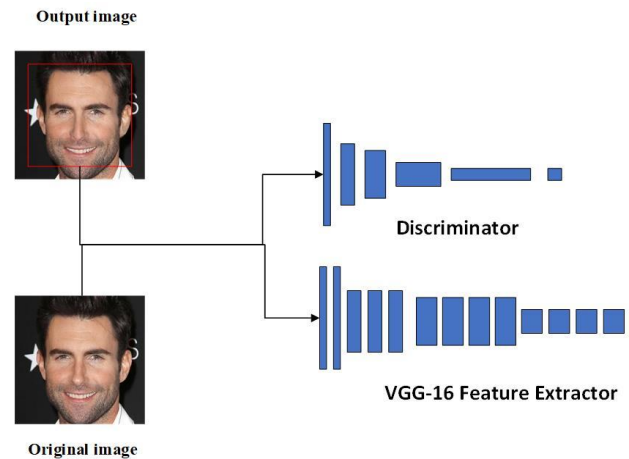 Output image
S
Discriminator
VGG-16 Feature Extractor
S
Original image